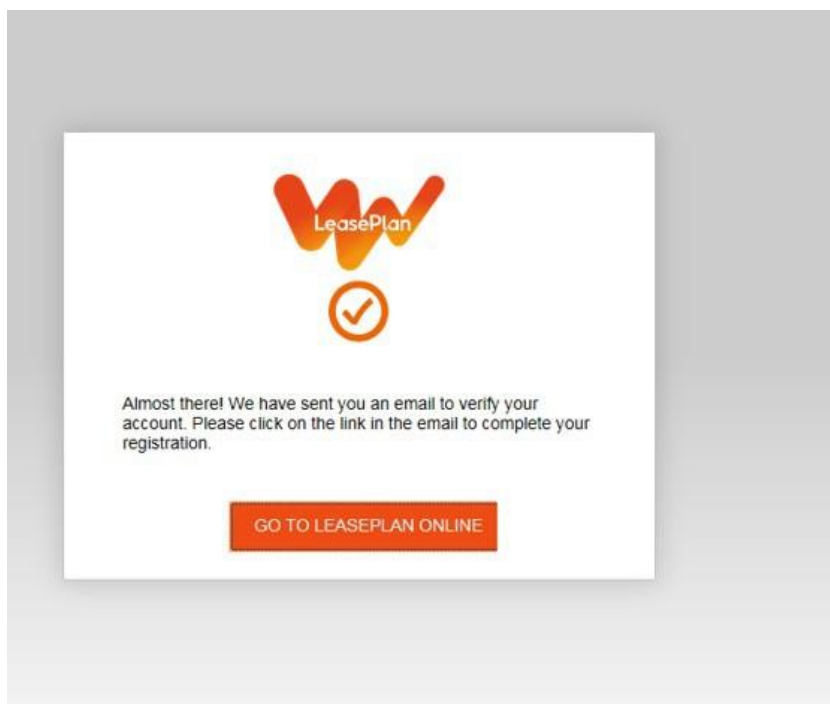 LeasePlan
Almost there! We have sent you an email to verify your
account. Please click on the link in the email to complete your
registration.
GO TO LEASEPLAN ONLINE